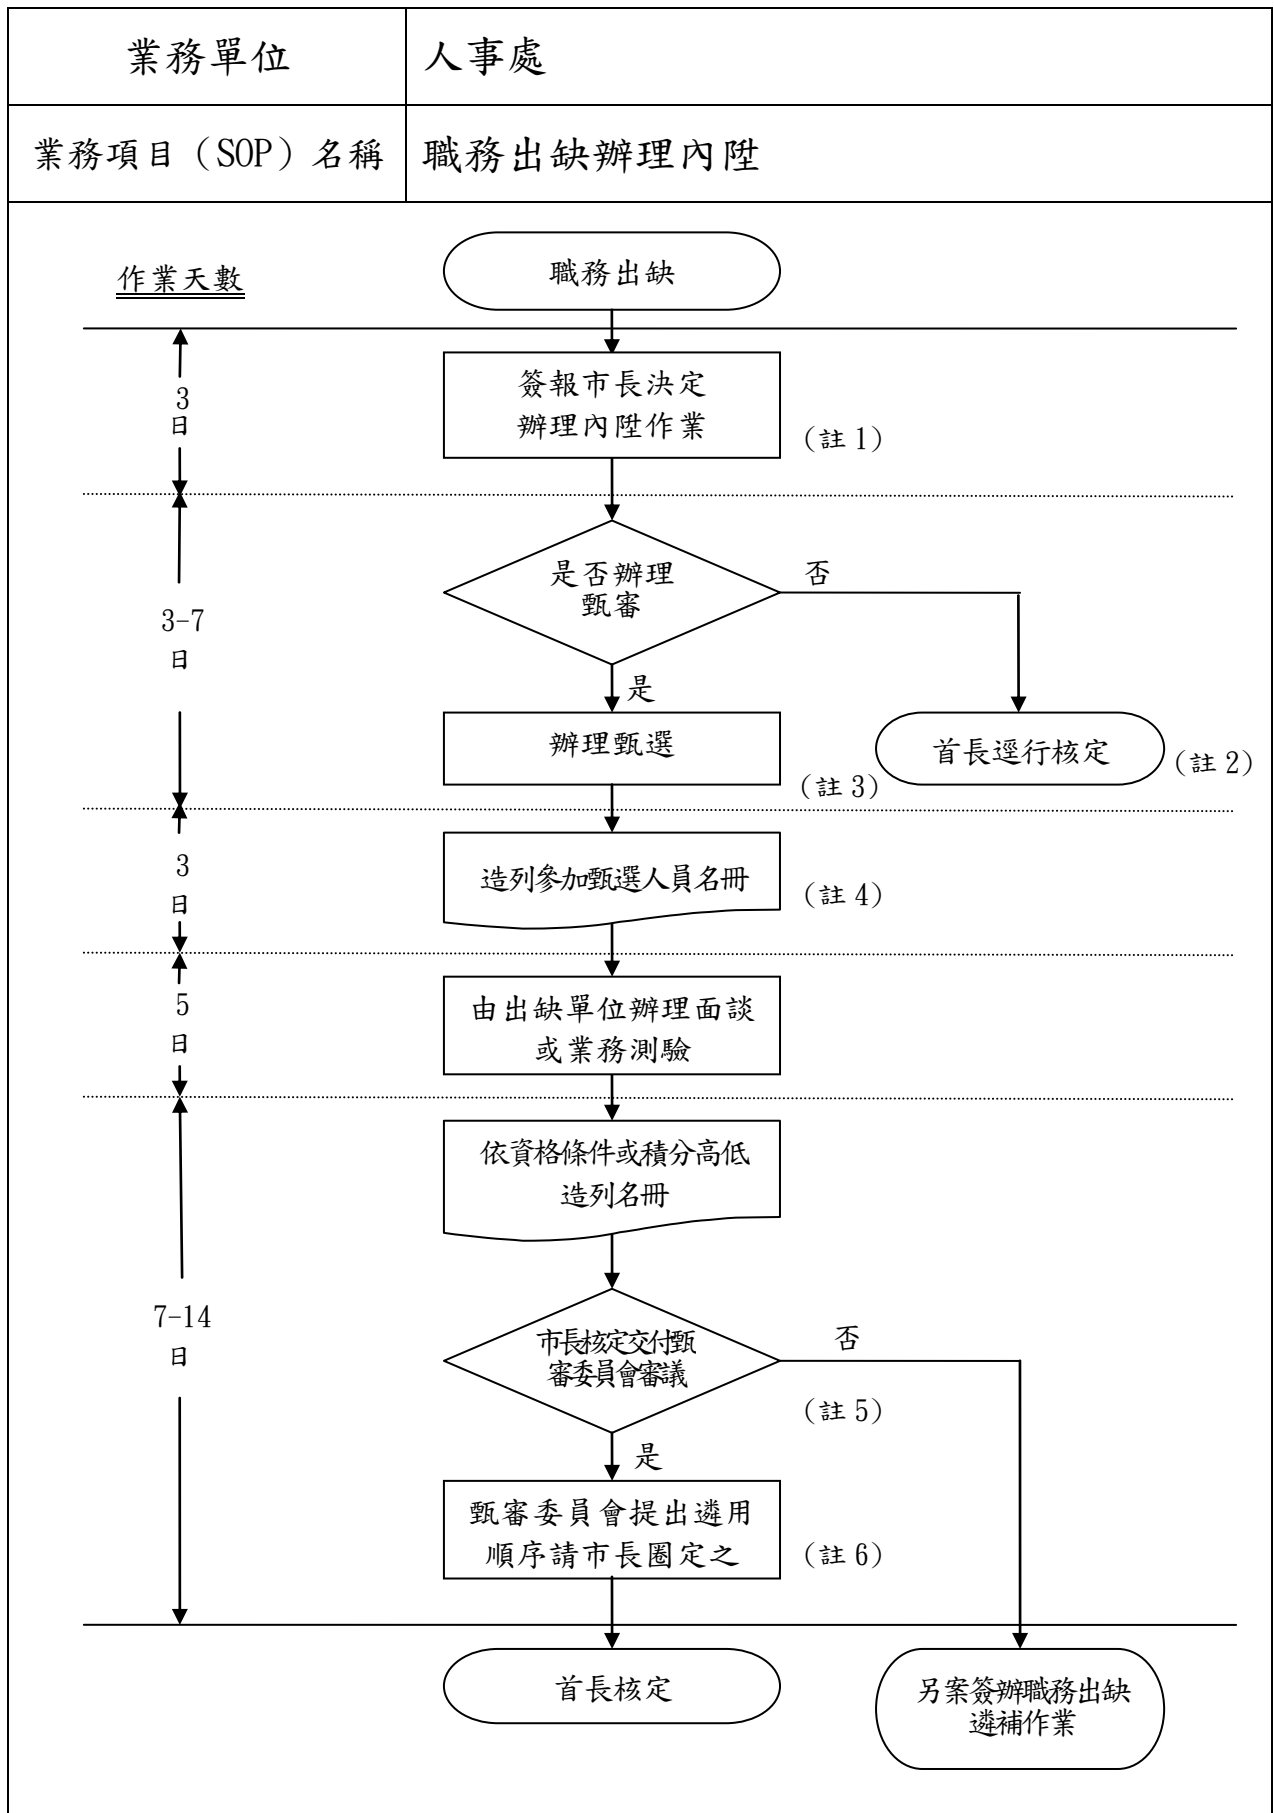 業務單位
人事處
業務項目（SOP）名稱
職務出缺辦理內陞
作業天數
職務出缺
3
日
簽報市長決定
辦理內陞作業
（註 1）
3-7
日
是否辦理
甄審
否
是
辦理甄選
（註 3）
首長逕行核定
（註 2）
3
日
造列參加甄選人員名冊
（註 4）
5
日
由出缺單位辦理面談
或業務測驗
依資格條件或積分高低
造列名冊
7-14
日
市長核定交付甄
審委員會審議
否
（註 5）
是
甄審委員會提出遴用
順序請市長圈定之
（註 6）
首長核定
另案簽辦職務出缺
遴補作業